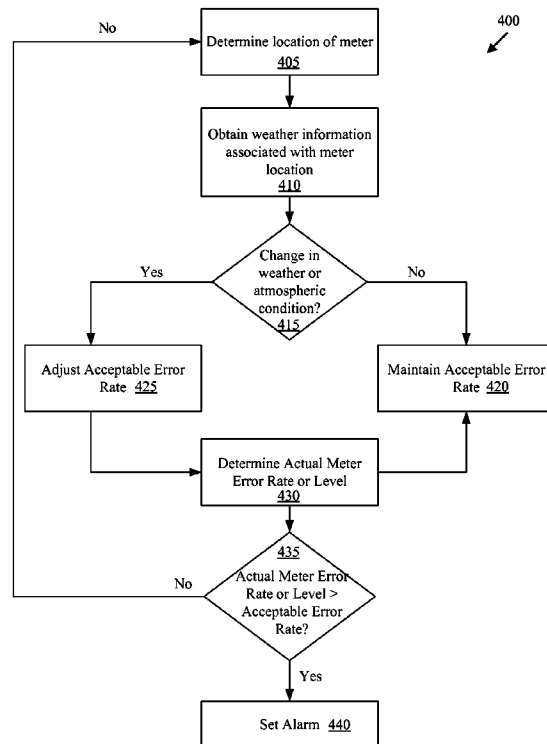 No
400
Determine location of meter
405
Obtain weather information
associated with meter
location
410
Change in
weather or
atmospheric
condition?
415
Yes
No
Adjust Acceptable Error
Rate 425
Maintain Acceptable Error
Rate 420
Determine Actual Meter
Error Rate or Level
430
435
Actual Meter Error
Rate or Level >
Acceptable Error
Rate?
No
Yes
Set Alarm 440